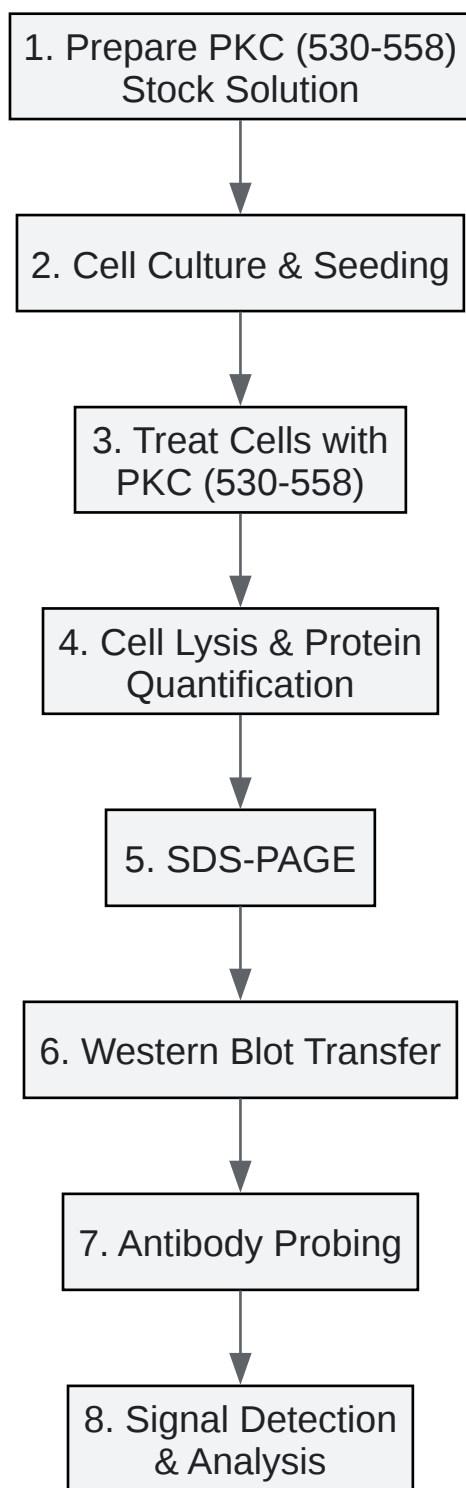 1. Prepare PKC (530-558)
Stock Solution
2. Cell Culture & Seeding
3. Treat Cells with
PKC (530-558)
4. Cell Lysis & Protein
Quantification
5. SDS-PAGE
6. Western Blot Transfer
7. Antibody Probing
8. Signal Detection
& Analysis